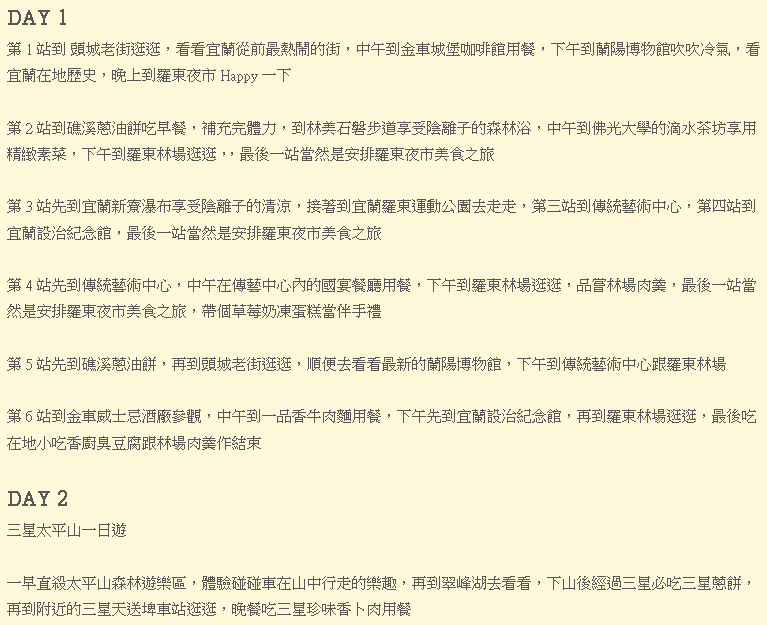 DAY 1
第 1 站到 頭城老街逛逛，看看宜蘭從前最熱鬧的街，中午到金車城堡咖啡館用餐，下午到蘭陽博物館吹吹冷氣，看
宜蘭在地歷史，晚上到羅東夜市 Happy 一下
第 2 站到礁溪蔥油餅吃早餐，補充完體力，到林美石磐步道享受陰離子的森林浴，中午到佛光大學的滴水茶坊享用
精緻素菜，下午到羅東林場逛逛，，最後一站當然是安排羅東夜市美食之旅
第 3 站先到宜蘭新寮瀑布享受陰離子的清涼，接著到宜蘭羅東運動公園去走走，第三站到傳統藝術中心，第四站到
宜蘭設治紀念館，最後一站當然是安排羅東夜市美食之旅
第 4 站先到傳統藝術中心，中午在傳藝中心內的國宴餐廳用餐，下午到羅東林場逛逛，品嘗林場肉羹，最後一站當
然是安排羅東夜市美食之旅，帶個草莓奶凍蛋糕當伴手禮
第 5 站先到礁溪蔥油餅，再到頭城老街逛逛，順便去看看最新的蘭陽博物館，下午到傳統藝術中心跟羅東林場
第 6 站到金車威士忌酒廠參觀，中午到一品香牛肉麵用餐，下午先到宜蘭設治紀念館，再到羅東林場逛逛，最後吃
在地小吃香廚臭豆腐跟林場肉羹作結束
DAY 2
三星太平山一日遊
一早直殺太平山森林遊樂區，體驗碰碰車在山中行走的樂趣，再到翠峰湖去看看，下山後經過三星必吃三星蔥餅，
再到附近的三星天送埤車站逛逛，晚餐吃三星珍味香卜肉用餐